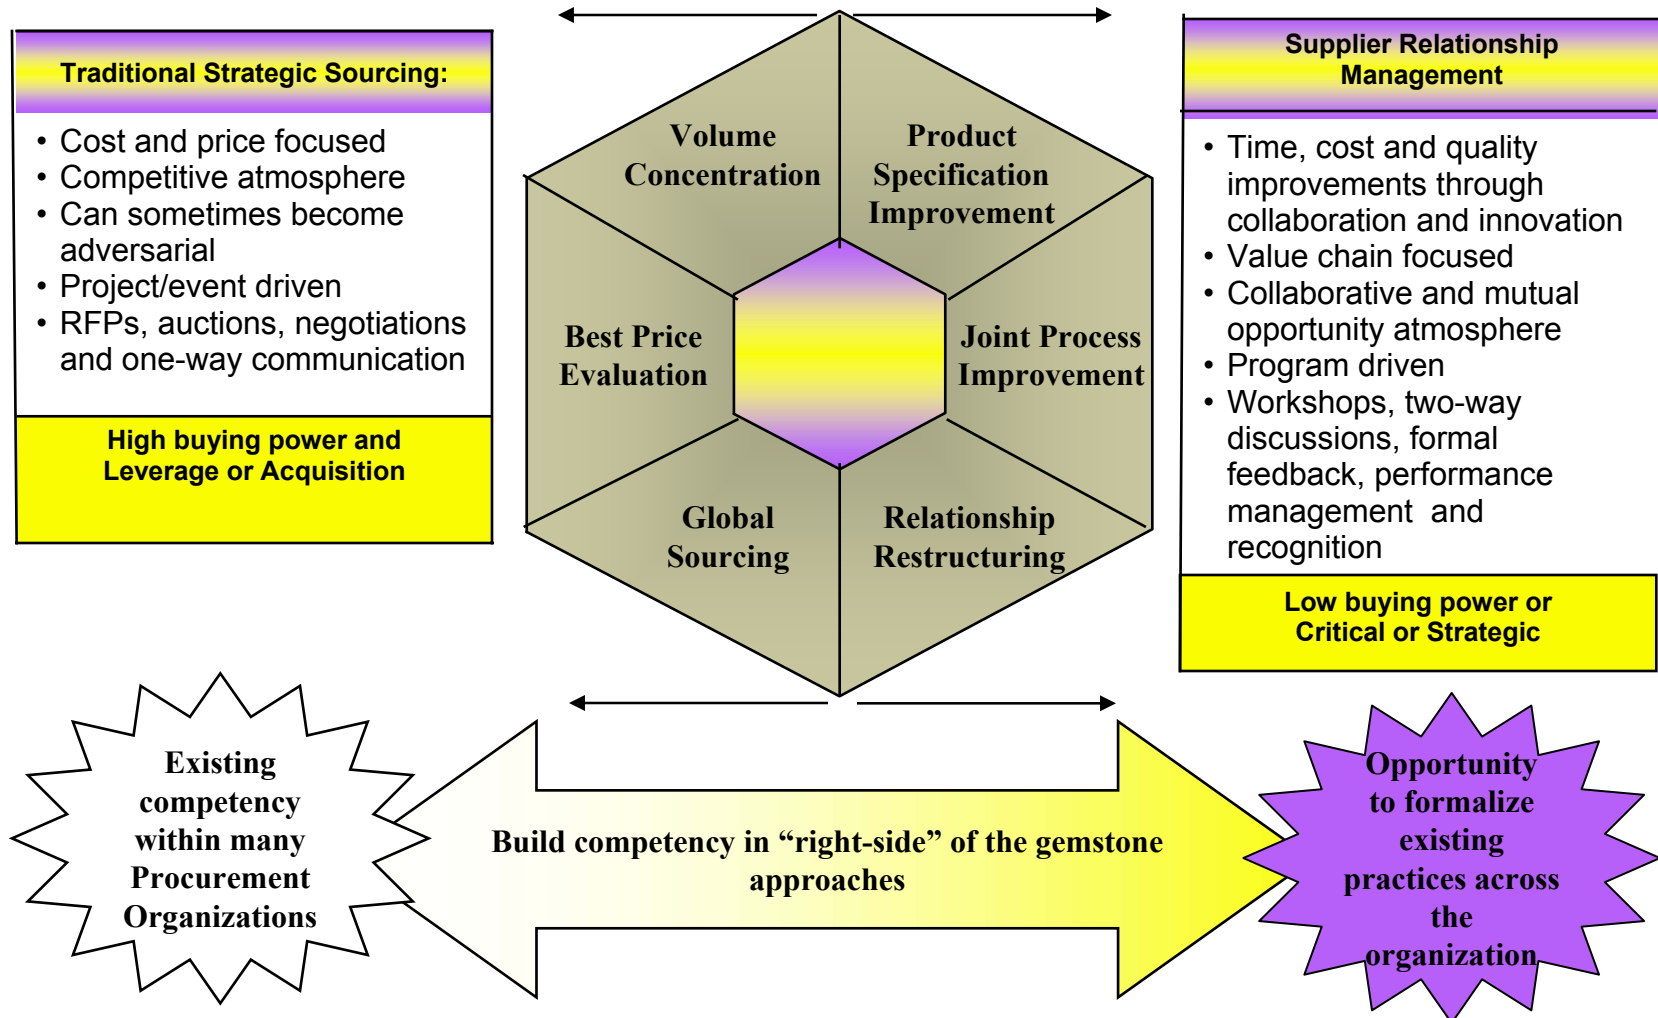 Traditional Strategic Sourcing:
• Cost and price focused
• Competitive atmosphere
• Can sometimes become
adversarial
• Project/event driven
• RFPs, auctions, negotiations
and one-way communication
High buying power and
Leverage or Acquisition
Volume
Concentration
Product
Specification
Improvement
Best Price
Evaluation
Joint Process
Improvement
Global
Sourcing
Relationship
Restructuring
Supplier Relationship
Management
• Time, cost and quality
improvements through
collaboration and innovation
• Value chain focused
• Collaborative and mutual
opportunity atmosphere
• Program driven
• Workshops, two-way
discussions, formal
feedback, performance
management and
recognition
Low buying power or
Critical or Strategic
Existing
competency
within many
Procurement
Organizations
Build competency in “right-side” of the gemstone
approaches
Opportunity
to formalize
existing
practices across
the
organization